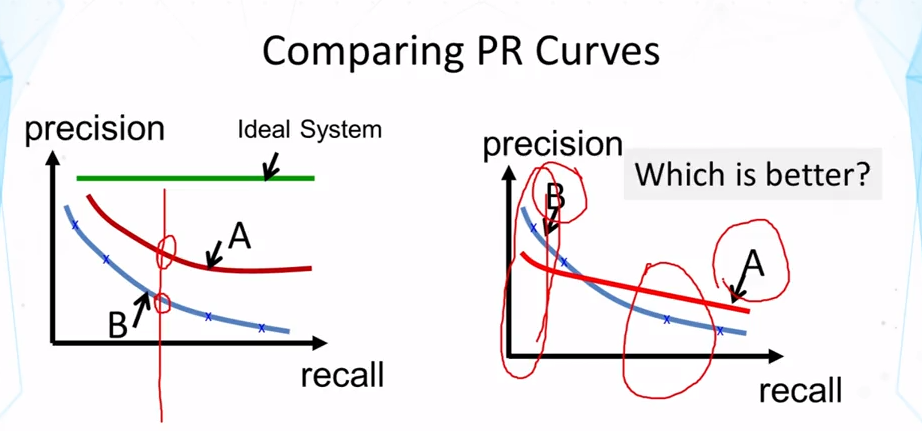 Comparing PR Curves
precision
Ideal System
A
B
recall
precision
Which is better?
B
A
recall